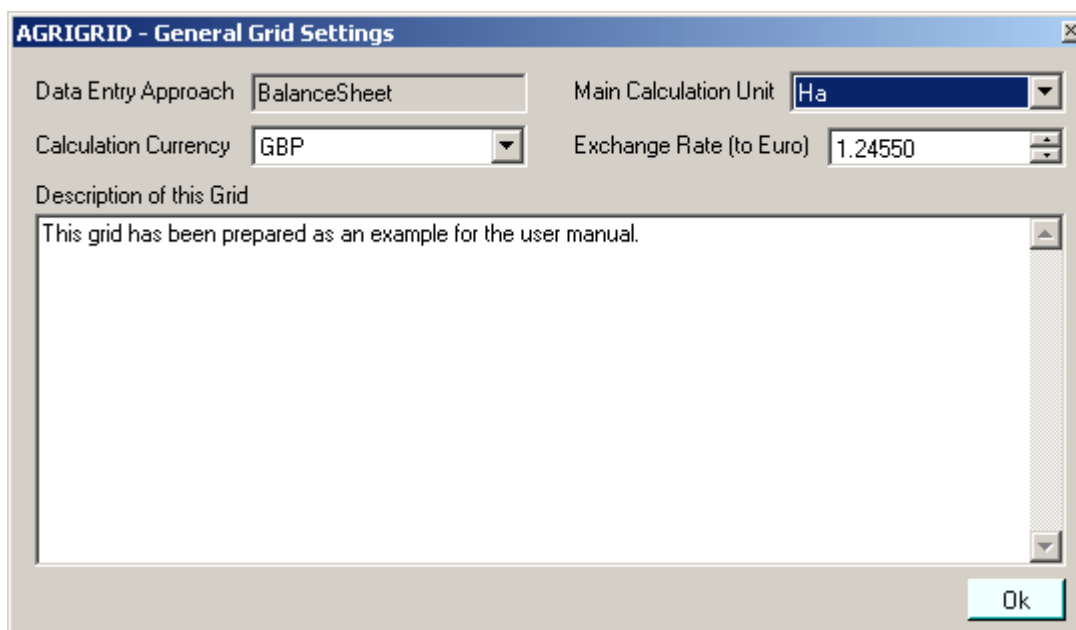 AGRIGRID - General Grid Settings
Data Entry Approach BalanceSheet Main Calculation Unit Ha
Calculation Currency GBP Exchange Rate (to Euro) 1.24550
Description of this Grid
This grid has been prepared as an example for the user manual.
Ok